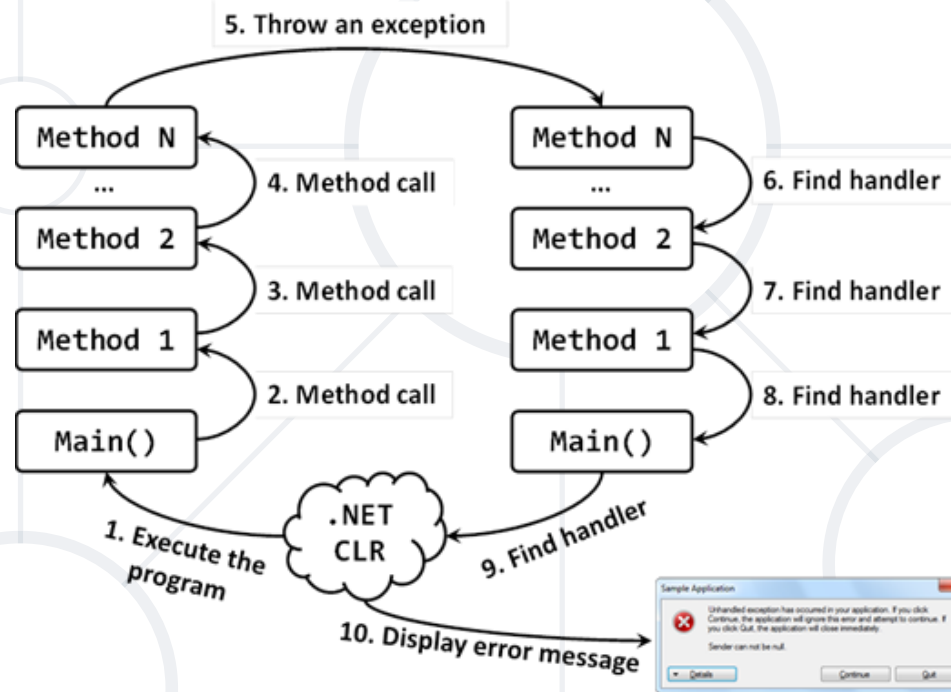 5. Throw an exception
Method N
...
Method 2
Method 1
Main()
4. Method call
3. Method call
2. Method call
Method N
...
Method 2
Method 1
Main()
6. Find handler
7. Find handler
8. Find handler
.NET
CLR
1. Execute the
program
9. Find handler
10. Display error message
Sample Application
Unhandled exception has occurred in your application. If you click
Continue, the application will ignore this error and attempt to continue. If
you click Quit, the application will close immediately.
Sender can not be null.
Details
Continue
Quit